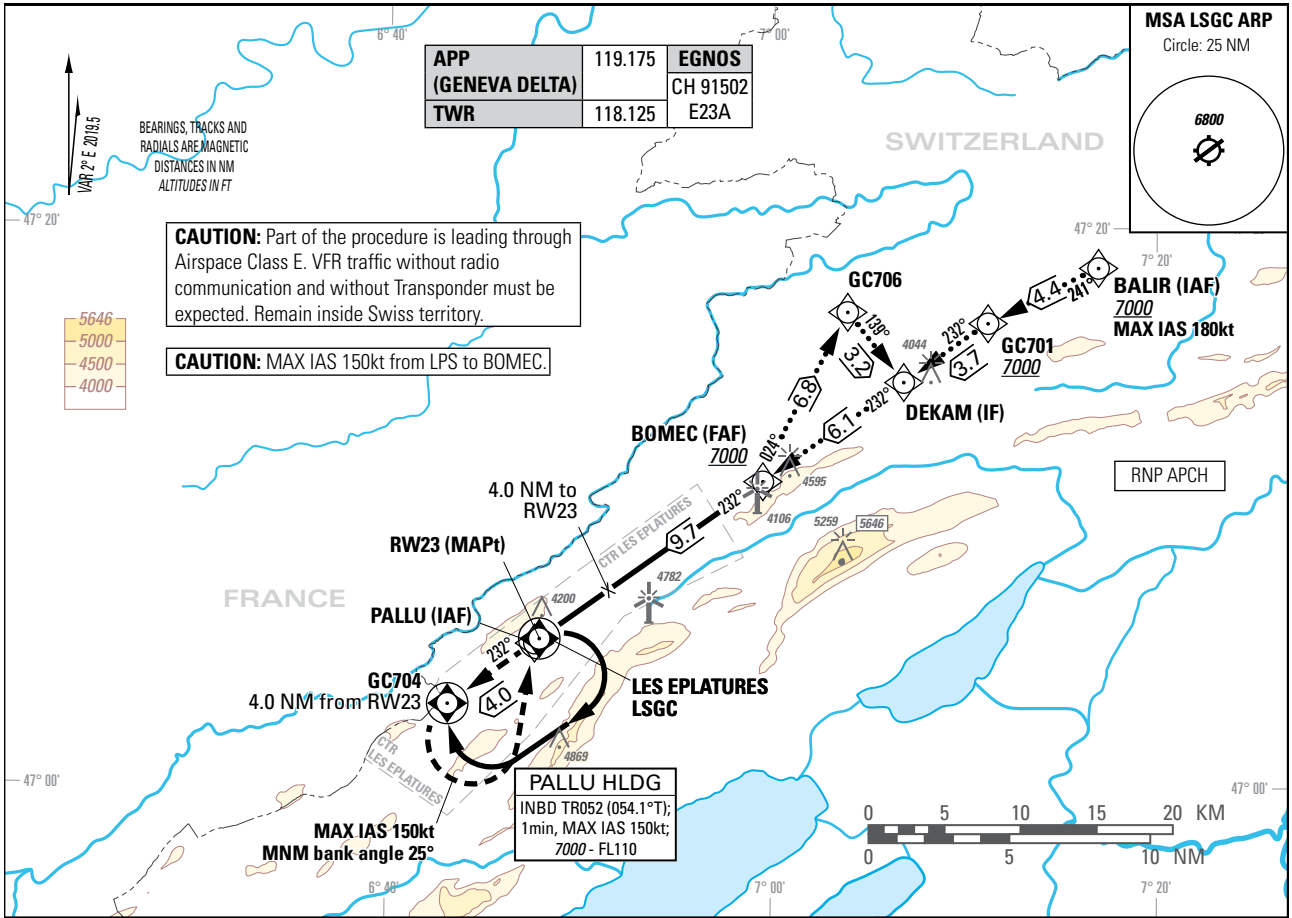 6° 40'
7° 00'
APP
(GENEVA DELTA)
119.175
EGNOS
CH 91502
E23A
TWR
118.125
MSA LSGC ARP
Circle: 25 NM
6800
VAR 2° E 2019.5
BEARINGS, TRACKS AND
RADIALS ARE MAGNETIC
DISTANCES IN NM
ALTITUDES IN FT
SWITZERLAND
47° 20'
47° 20'
7° 20'
CAUTION: Part of the procedure is leading through
Airspace Class E. VFR traffic without radio
communication and without Transponder must be
expected. Remain inside Swiss territory.
CAUTION: MAX IAS 150kt from LPS to BOMEC.
5646
5000
4500
4000
GC706
139°
3.2
6.8
024°
4.4
241°
BALIR (IAF)
7000
MAX IAS 180kt
232°
GC701
7000
3.7
4044
DEKAM (IF)
232°
6.1
BOMEC (FAF)
7000
4595
4106
RNP APCH
232°
9.7
4.0 NM to
RW23
CTR LES EPLATURES
5259
5646
4782
RW23 (MAPt)
4200
FRANCE
PALLU (IAF)
232°
4.0
GC704
4.0 NM from RW23
LES EPLATURES
LSGC
4869
CTR
LES EPLATURES
47° 00'
47° 00'
PALLU HLDG
INBD TR052 (054.1°T);
1min, MAX IAS 150kt;
7000 - FL110
MAX IAS 150kt
MNM bank angle 25°
0 5 10 15 20 KM
0 5 10 NM
6° 40'
7° 00'
7° 20'